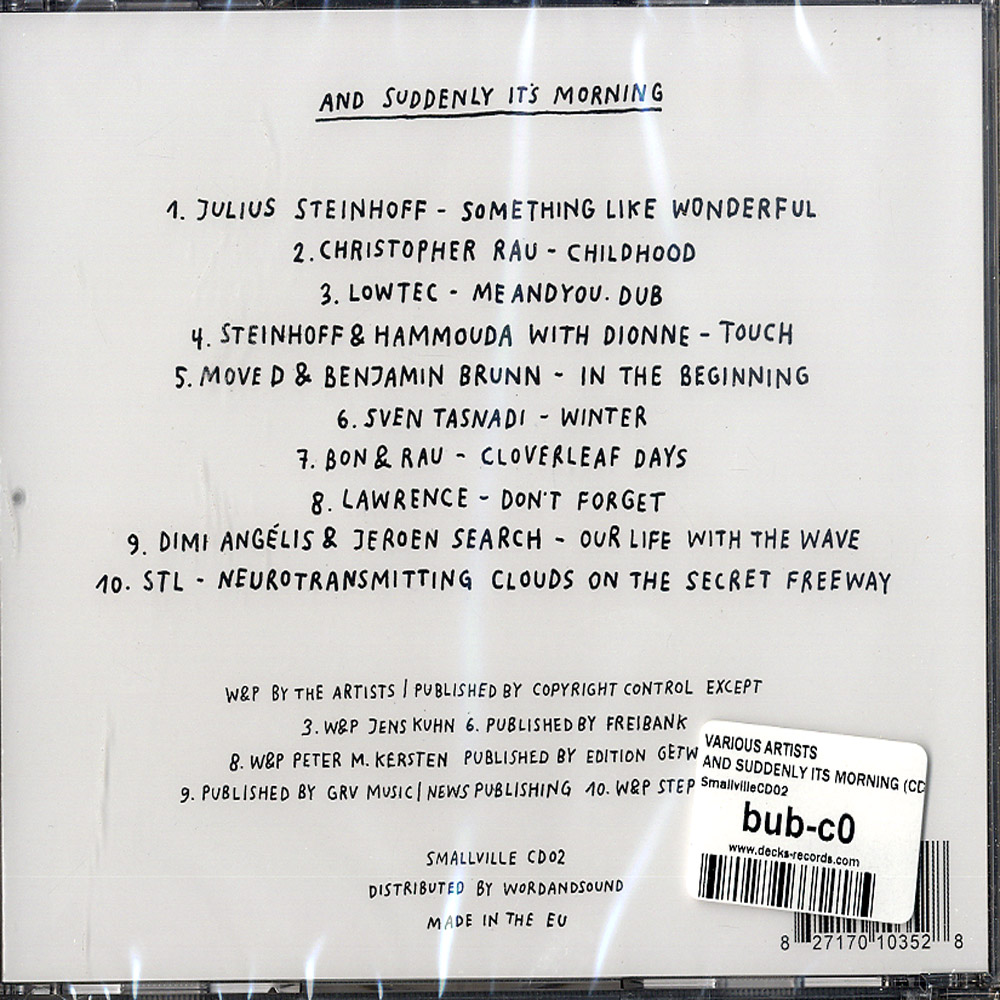 AND SUDDENLY IT'S MORNING
1. JULIUS STEINHOFF - SOMETHING LIKE WONDERFUL
2. CHRISTOPHER RAU - CHILDHOOD
3. LOWTEC - MEANDYOU. DUB
4. STEINHOFF & HAMMOUDA WITH DIONNE - TOUCH
5. MOVE D & BENJAMIN BRUNN - IN THE BEGINNING
6. SVEN TASNADI - WINTER
7. BON & RAU - CLOVERLEAF DAYS
8. LAWRENCE - DON'T FORGET
9. DIMI ANGÉLIS & JEROEN SEARCH - OUR LIFE WITH THE WAVE
10. STL - NEUROTRANSMITTING CLOUDS ON THE SECRET FREEWAY
W&P BY THE ARTISTS | PUBLISHED BY COPYRIGHT CONTROL EXCEPT
3. W&P JENS KUHN 6. PUBLISHED BY FREIBANK
8. W&P PETER M. KERSTEN PUBLISHED BY EDITION GETW
9. PUBLISHED BY GRV MUSIC | NEWS PUBLISHING 10. W&P STEP
SMALLVILLE CD02
DISTRIBUTED BY WORDANDSOUND
MADE IN THE EU
VARIOUS ARTISTS
AND SUDDENLY ITS MORNING (CD
SmallvilleCD02
bub-c0
www.decks-records.com
8 27170 10352 8